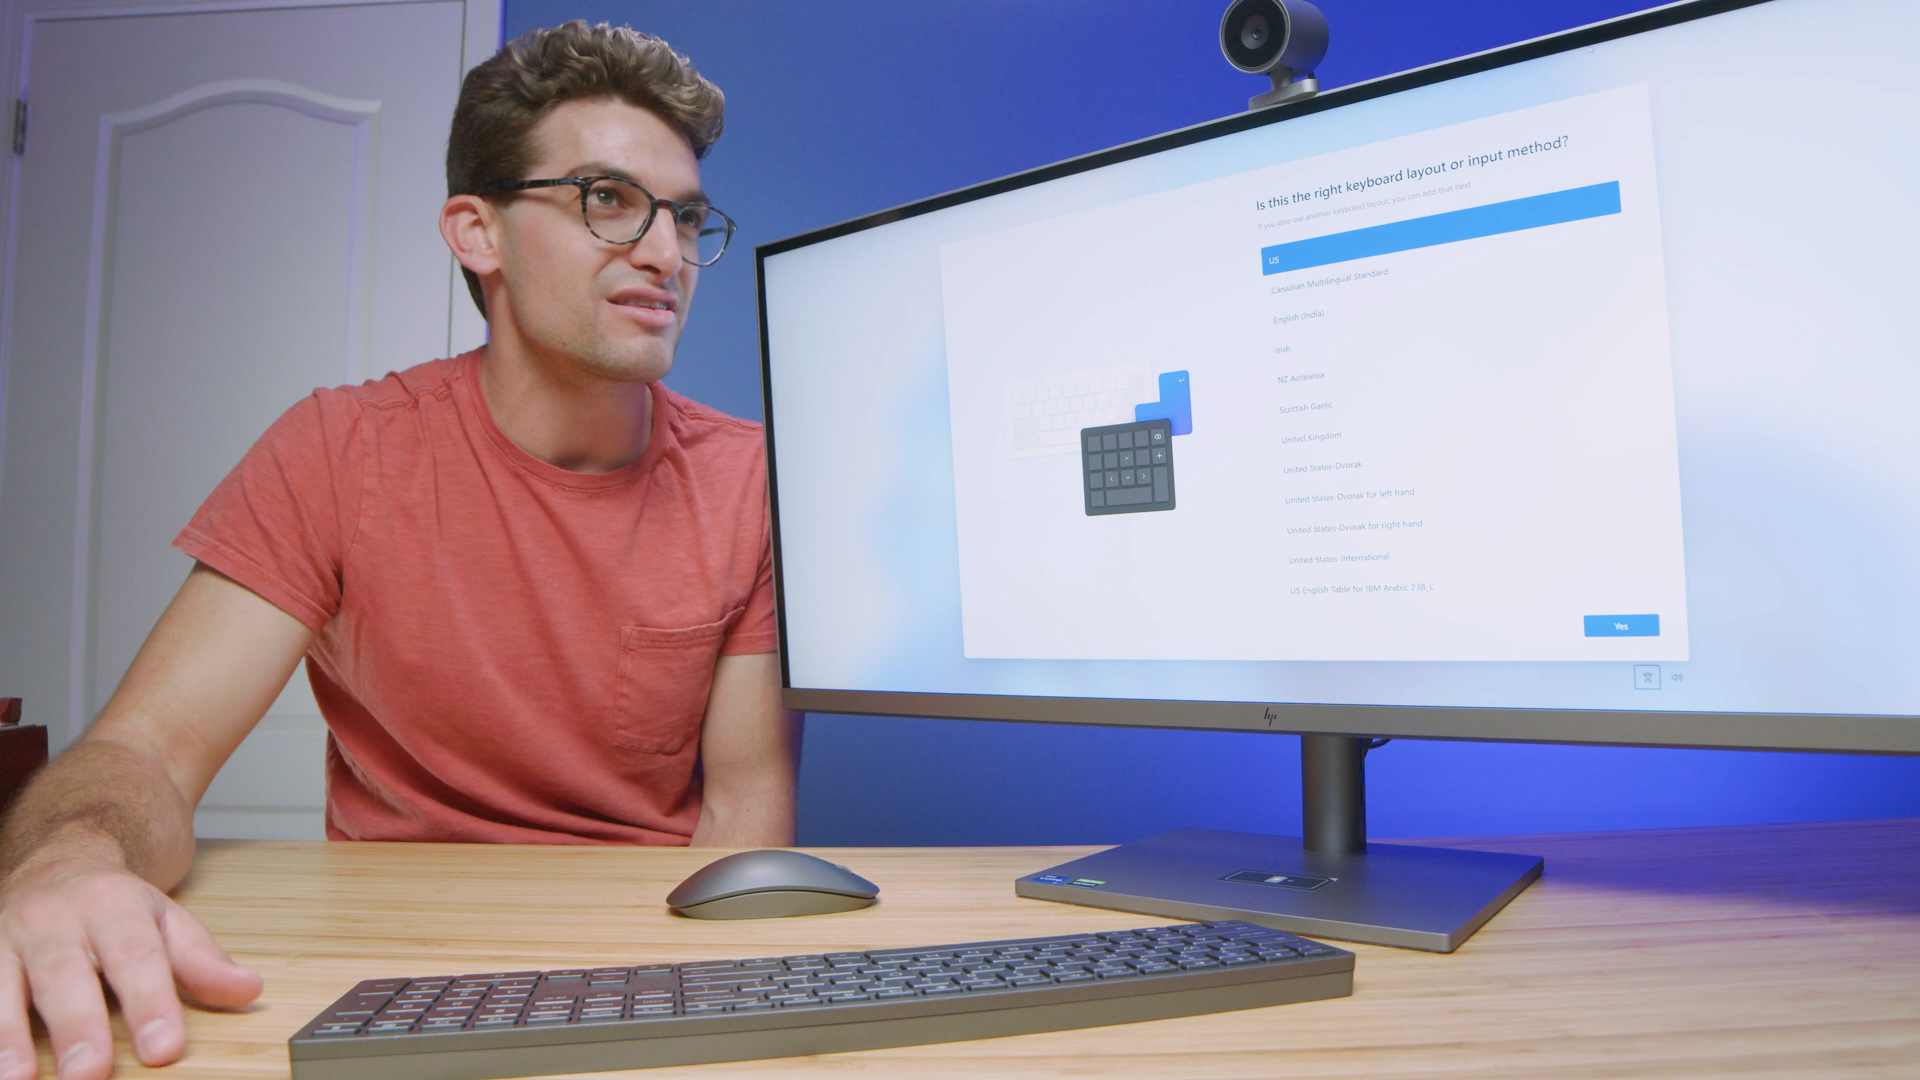 Is this the right keyboard layout or input method?
If you also use another keyboard layout, you can add that next.
US
Canadian Multilingual Standard
English (India)
Irish
NZ Aotearoa
Scottish Gaelic
United Kingdom
United States-Dvorak
United States-Dvorak for left hand
United States-Dvorak for right hand
United States-International
US English Table for IBM Arabic 238_L
Yes
hp